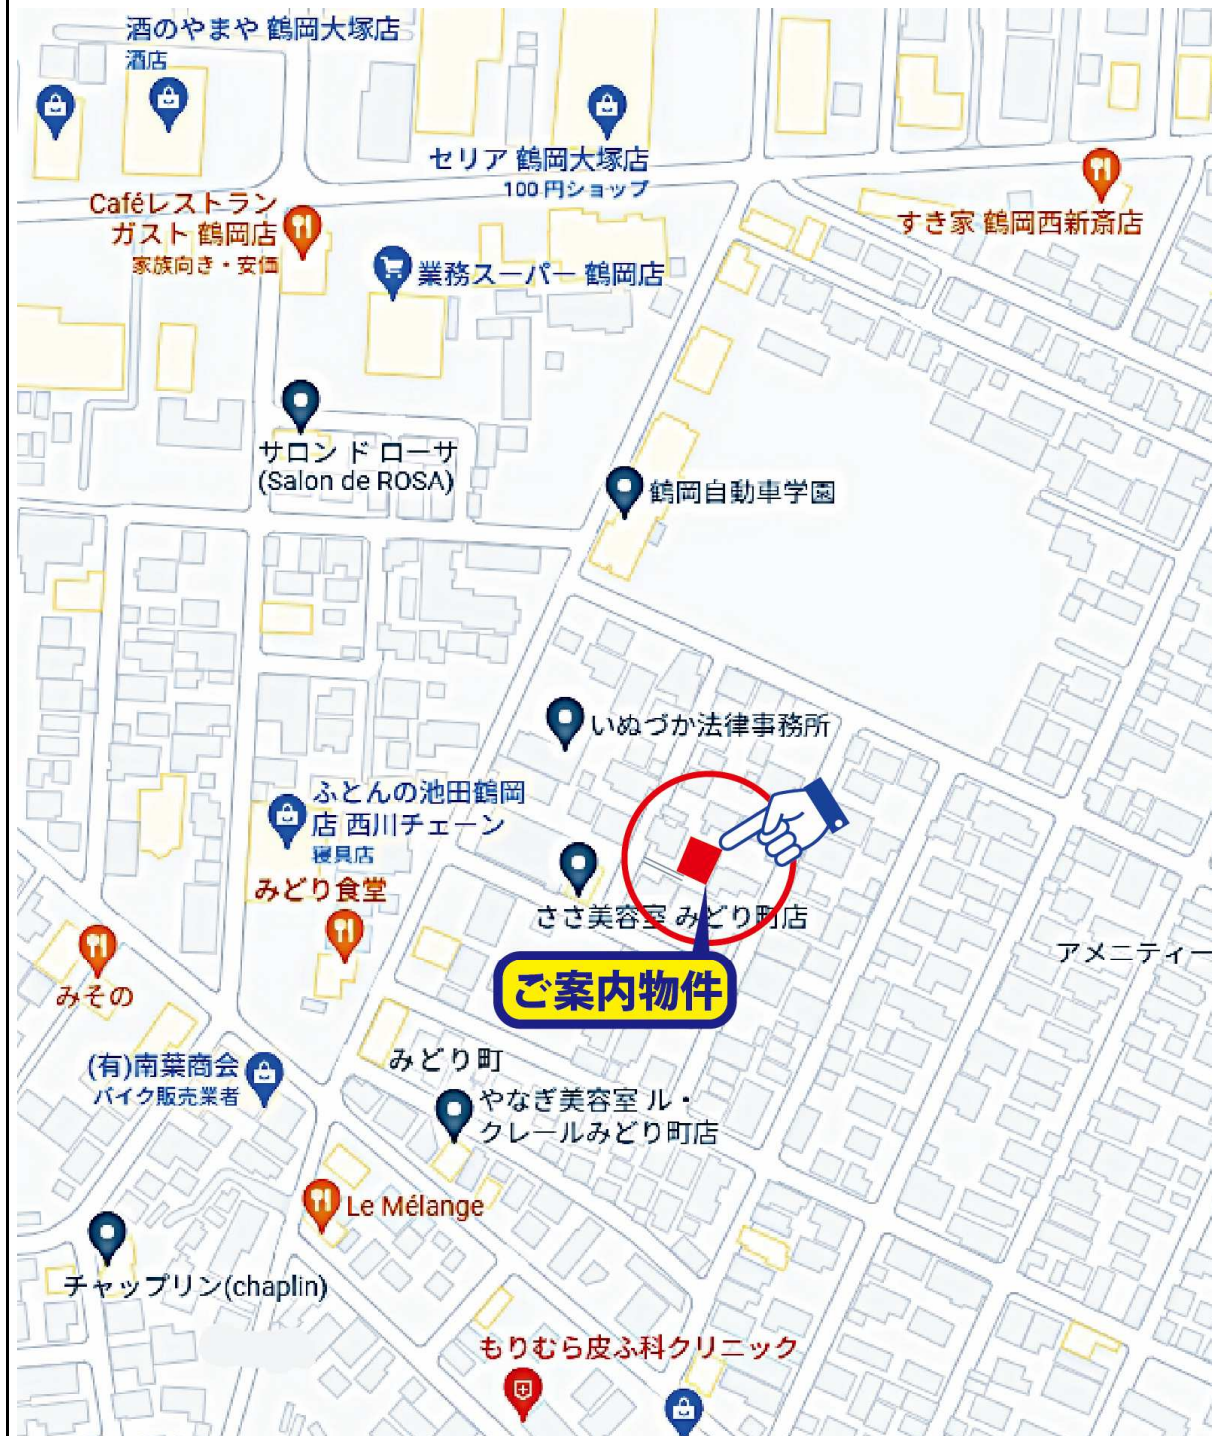 酒のやまや 鶴岡大塚店
酒店
セリア 鶴岡大塚店
100 円ショップ
Caféレストラン
ガスト 鶴岡店
家族向き・安価
すき家 鶴岡西新斎店
業務スーパー 鶴岡店
サロン ド ローサ
(Salon de ROSA)
鶴岡自動車学園
いぬづか法律事務所
ふとんの池田鶴岡
店 西川チェーン
寝具店
みどり食堂
ささ美容室 みどり町店
アメニティー
みその
ご案内物件
みどり町
(有)南葉商会
バイク販売業者
やなぎ美容室 ル・
クレールみどり町店
Le Mélange
チャップリン(chaplin)
もりむら皮ふ科クリニック